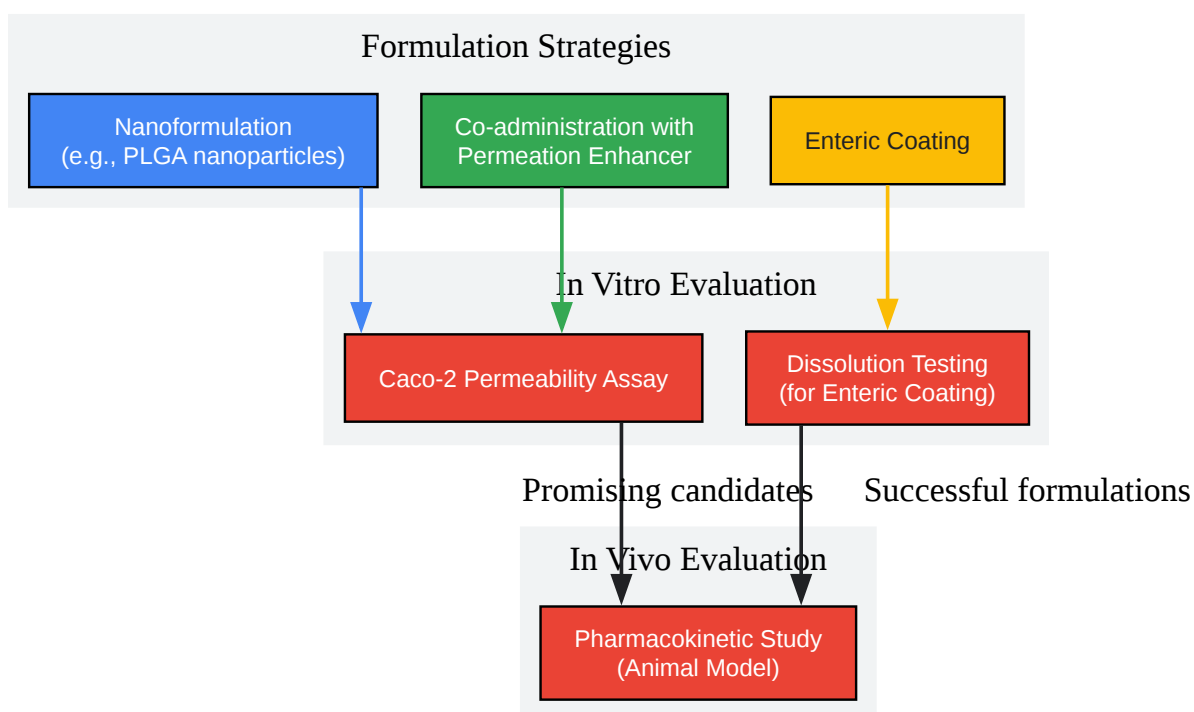 Formulation Strategies
Nanoformulation
(e.g., PLGA nanoparticles)
Co-administration with
Permeation Enhancer
Enteric Coating
In Vitro Evaluation
Caco-2 Permeability Assay
Dissolution Testing
(for Enteric Coating)
Promising candidates
Successful formulations
In Vivo Evaluation
Pharmacokinetic Study
(Animal Model)